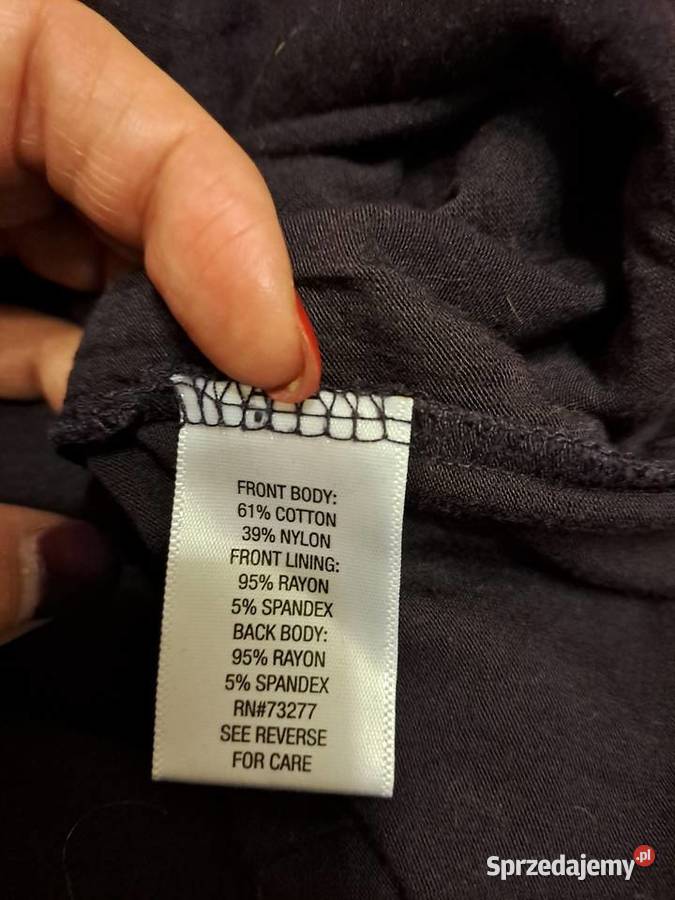 FRONT BODY:
61% COTTON
39% NYLON
FRONT LINING:
95% RAYON
5% SPANDEX
BACK BODY:
95% RAYON
5% SPANDEX
RN#73277
SEE REVERSE
FOR CARE
Sprzedajemy.pl